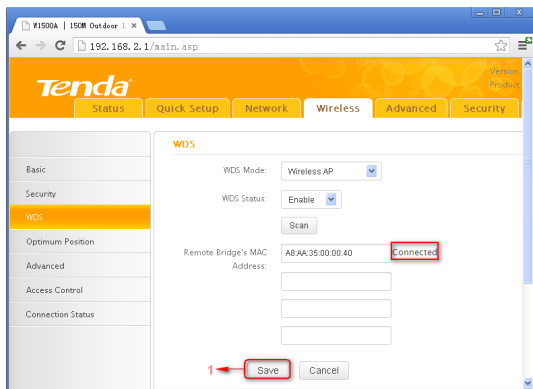 W1500A | 150M Outdoor
192.168.2.1/main.asp
Version
Product
Tenda
Status Quick Setup Network Wireless Advanced Security
WDS
Basic
WDS Mode: Wireless AP
Security
WDS Status: Enable
WDS
Scan
Optimum Position
Remote Bridge's MAC Address: A8:AA:35:00:00:40 Connected
Advanced
Access Control
Connection Status
1 Save Cancel